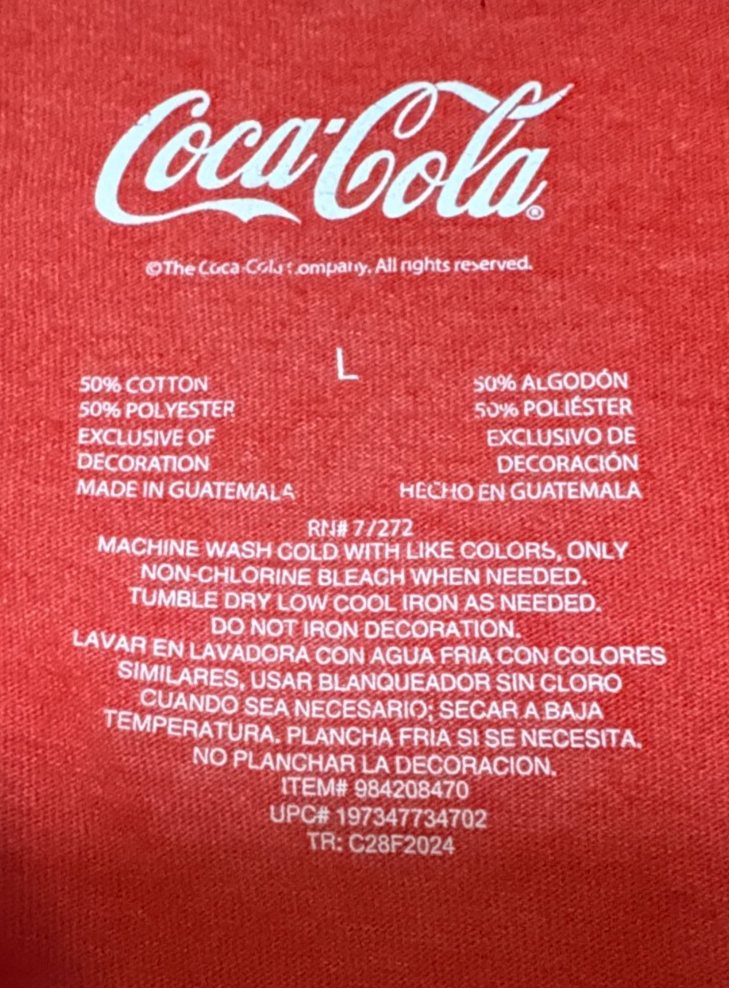 Coca-Cola®
©The Coca-Cola Company. All rights reserved.
L
50% COTTON
50% POLYESTER
EXCLUSIVE OF
DECORATION
MADE IN GUATEMALA
50% ALGODÓN
50% POLIÉSTER
EXCLUSIVO DE
DECORACIÓN
HECHO EN GUATEMALA
RN# 77272
MACHINE WASH COLD WITH LIKE COLORS, ONLY
NON-CHLORINE BLEACH WHEN NEEDED.
TUMBLE DRY LOW COOL IRON AS NEEDED.
DO NOT IRON DECORATION.
LAVAR EN LAVADORA CON AGUA FRIA CON COLORES
SIMILARES, USAR BLANQUEADOR SIN CLORO
CUANDO SEA NECESARIO; SECAR A BAJA
TEMPERATURA. PLANCHA FRIA SI SE NECESITA.
NO PLANCHAR LA DECORACION.
ITEM# 984208470
UPC# 197347734702
TR: C28F2024